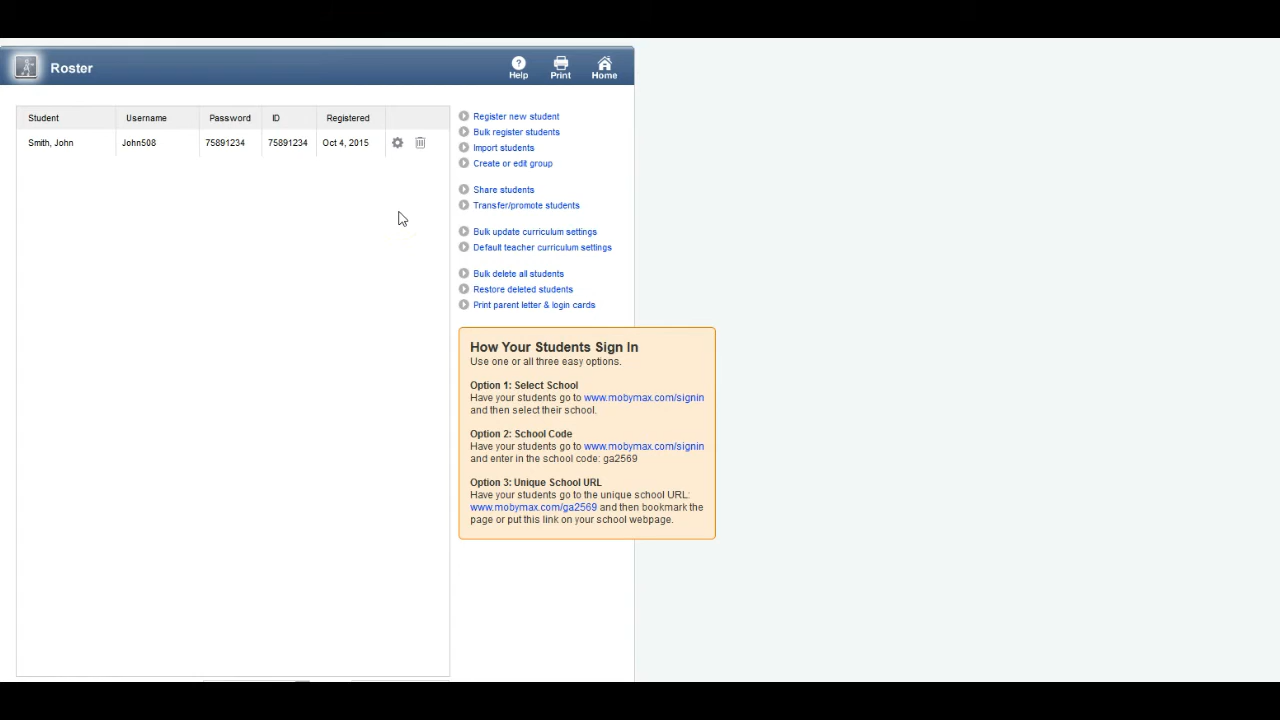 Roster
Help Print Home
Student Username Password ID Registered
Smith, John John508 75891234 75891234 Oct 4, 2015
Register new student
Bulk register students
Import students
Create or edit group
Share students
Transfer/promote students
Bulk update curriculum settings
Default teacher curriculum settings
Bulk delete all students
Restore deleted students
Print parent letter & login cards
How Your Students Sign In
Use one or all three easy options.
Option 1: Select School
Have your students go to www.mobymax.com/signin
and then select their school.
Option 2: School Code
Have your students go to www.mobymax.com/signin
and enter in the school code: ga2569
Option 3: Unique School URL
Have your students go to the unique school URL:
www.mobymax.com/ga2569 and then bookmark the
page or put this link on your school webpage.